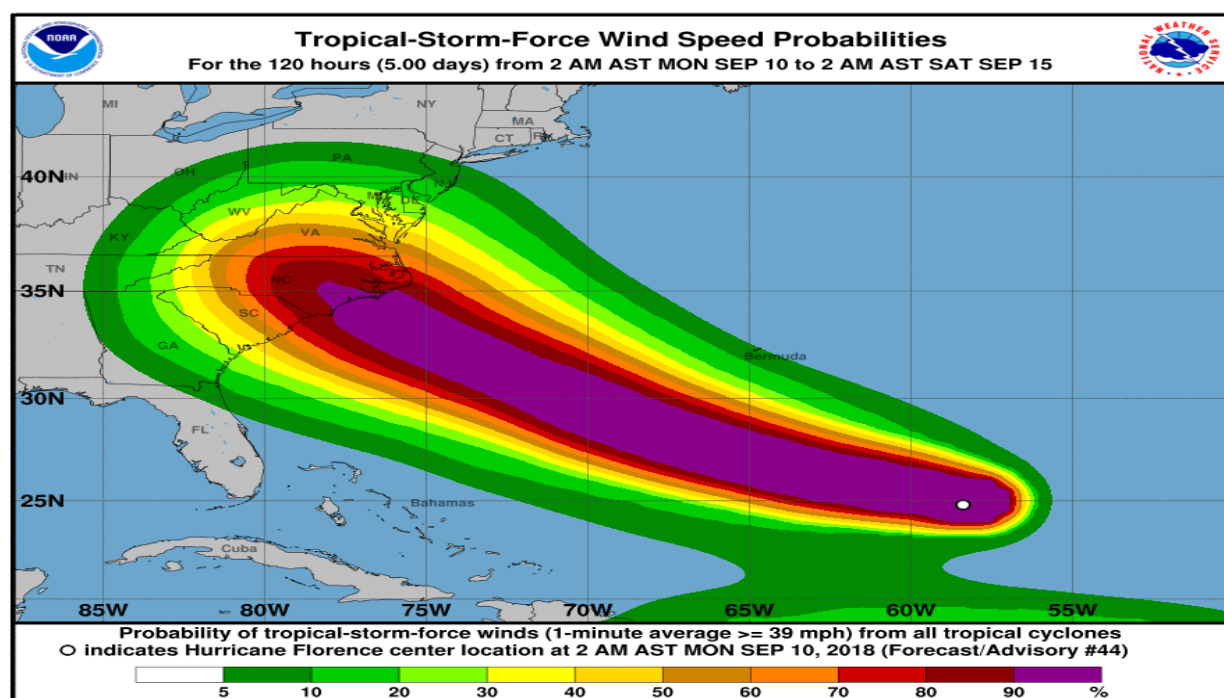 NOAA
NATIONAL WEATHER SERVICE
Tropical-Storm-Force Wind Speed Probabilities
For the 120 hours (5.00 days) from 2 AM AST MON SEP 10 to 2 AM AST SAT SEP 15
MI NY
MA
CT RI
OH PA
40N IN NJ
MD DE
WV
KY VA
TN NC
35N
SC
GA
Bermuda
30N
FL
25N
Bahamas
Cuba
85W 80W 75W 70W 65W 60W 55W
Probability of tropical-storm-force winds (1-minute average >= 39 mph) from all tropical cyclones
O indicates Hurricane Florence center location at 2 AM AST MON SEP 10, 2018 (Forecast/Advisory #44)
5 10 20 30 40 50 60 70 80 90 %